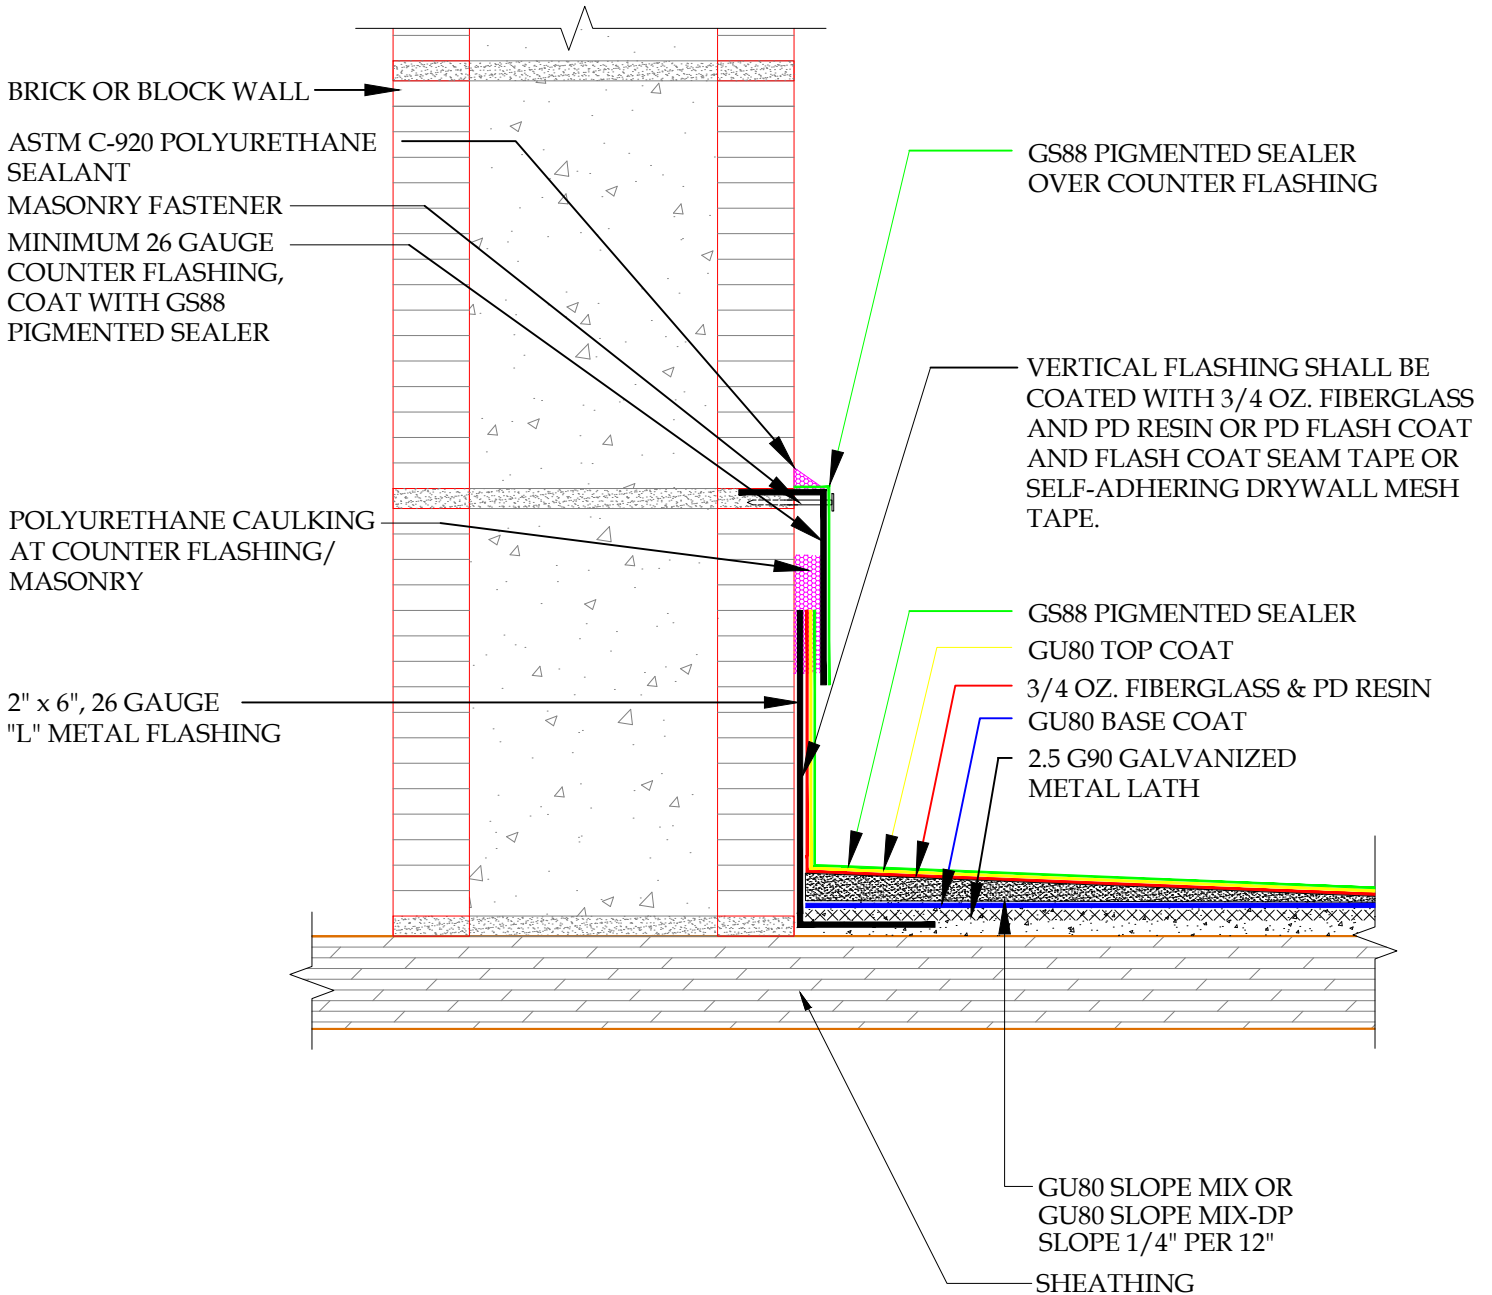 BRICK OR BLOCK WALL
ASTM C-920 POLYURETHANE
SEALANT
MASONRY FASTENER
MINIMUM 26 GAUGE
COUNTER FLASHING,
COAT WITH GS88
PIGMENTED SEALER
POLYURETHANE CAULKING
AT COUNTER FLASHING/
MASONRY
2" x 6", 26 GAUGE
"L" METAL FLASHING
GS88 PIGMENTED SEALER
OVER COUNTER FLASHING
VERTICAL FLASHING SHALL BE
COATED WITH 3/4 OZ. FIBERGLASS
AND PD RESIN OR PD FLASH COAT
AND FLASH COAT SEAM TAPE OR
SELF-ADHERING DRYWALL MESH
TAPE.
GS88 PIGMENTED SEALER
GU80 TOP COAT
3/4 OZ. FIBERGLASS & PD RESIN
GU80 BASE COAT
2.5 G90 GALVANIZED
METAL LATH
GU80 SLOPE MIX OR
GU80 SLOPE MIX-DP
SLOPE 1/4" PER 12"
SHEATHING